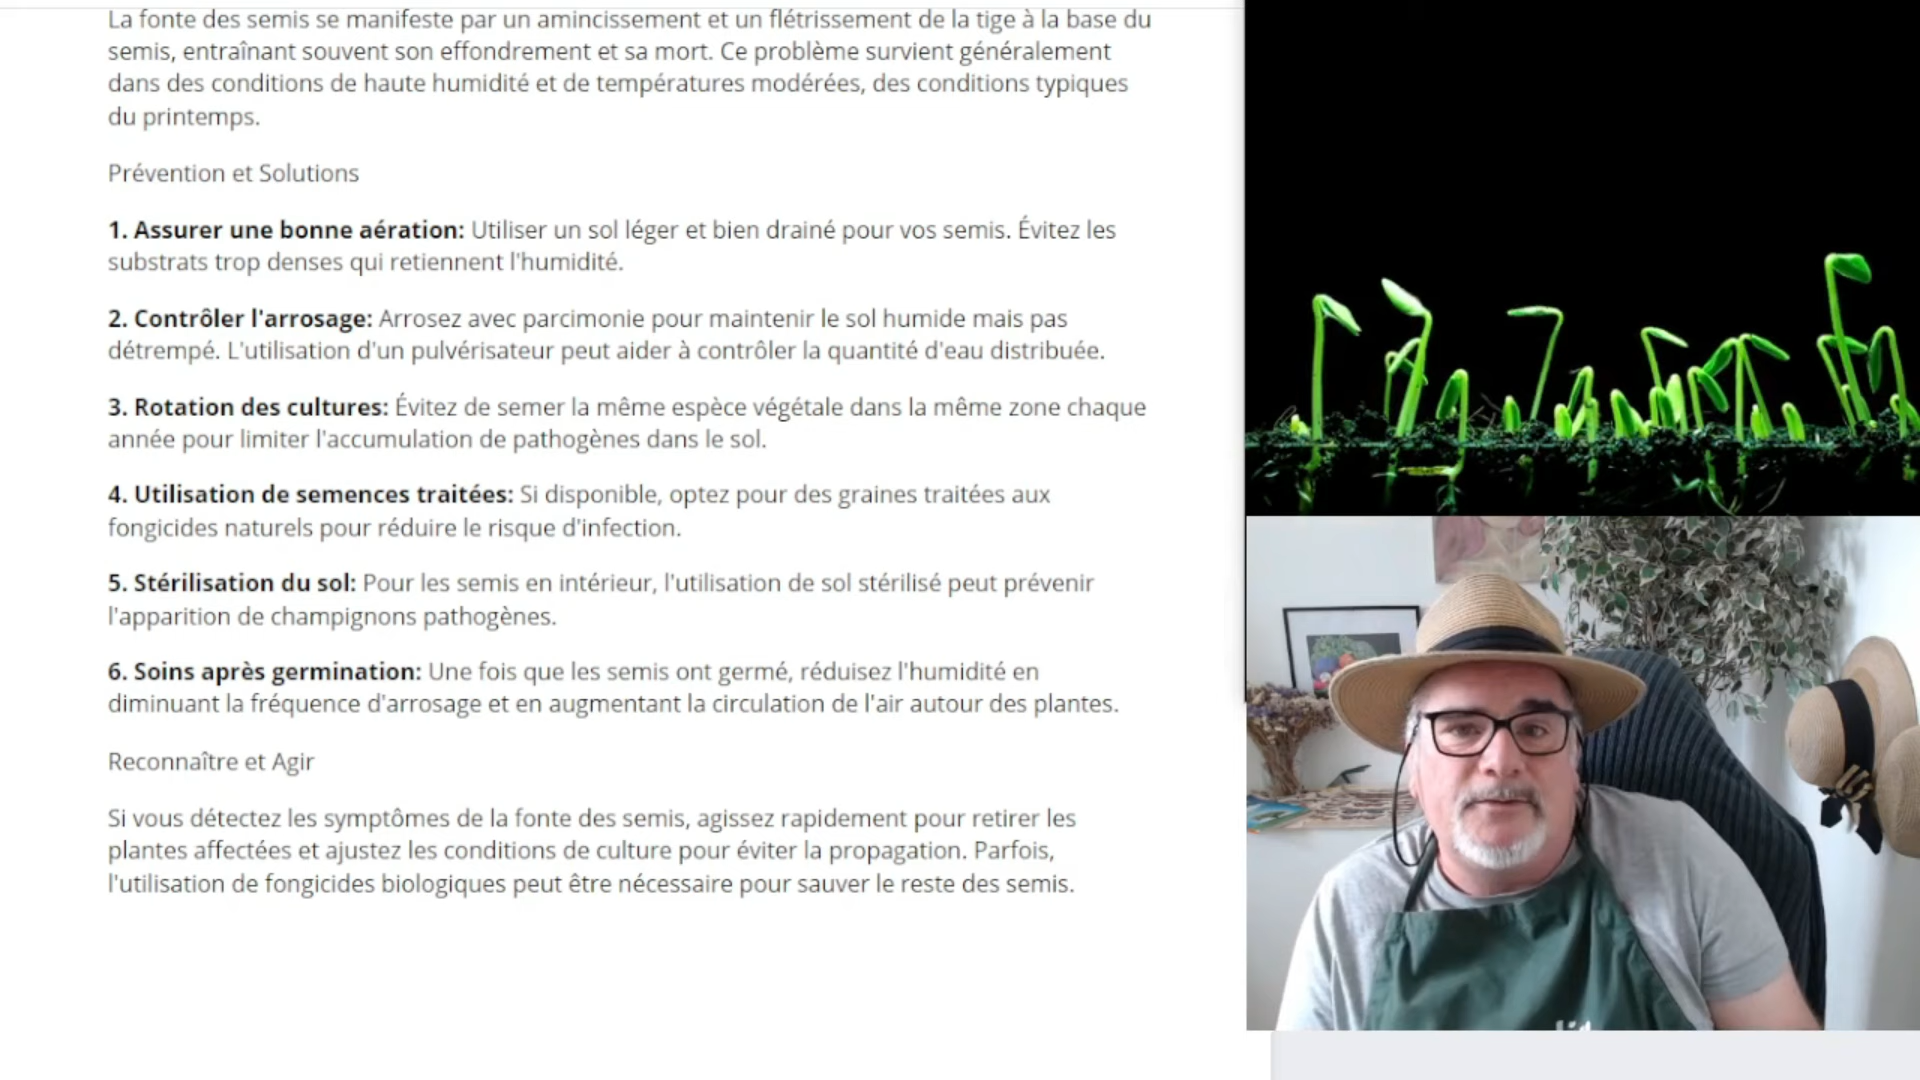 La fonte des semis se manifeste par un amincissement et un flétrissement de la tige à la base du
semis, entraînant souvent son effondrement et sa mort. Ce problème survient généralement
dans des conditions de haute humidité et de températures modérées, des conditions typiques
du printemps.
Prévention et Solutions
1. Assurer une bonne aération: Utiliser un sol léger et bien drainé pour vos semis. Évitez les
substrats trop denses qui retiennent l'humidité.
2. Contrôler l'arrosage: Arrosez avec parcimonie pour maintenir le sol humide mais pas
détrempé. L'utilisation d'un pulvérisateur peut aider à contrôler la quantité d'eau distribuée.
3. Rotation des cultures: Évitez de semer la même espèce végétale dans la même zone chaque
année pour limiter l'accumulation de pathogènes dans le sol.
4. Utilisation de semences traitées: Si disponible, optez pour des graines traitées aux
fongicides naturels pour réduire le risque d'infection.
5. Stérilisation du sol: Pour les semis en intérieur, l'utilisation de sol stérilisé peut prévenir
l'apparition de champignons pathogènes.
6. Soins après germination: Une fois que les semis ont germé, réduisez l'humidité en
diminuant la fréquence d'arrosage et en augmentant la circulation de l'air autour des plantes.
Reconnaître et Agir
Si vous détectez les symptômes de la fonte des semis, agissez rapidement pour retirer les
plantes affectées et ajustez les conditions de culture pour éviter la propagation. Parfois,
l'utilisation de fongicides biologiques peut être nécessaire pour sauver le reste des semis.